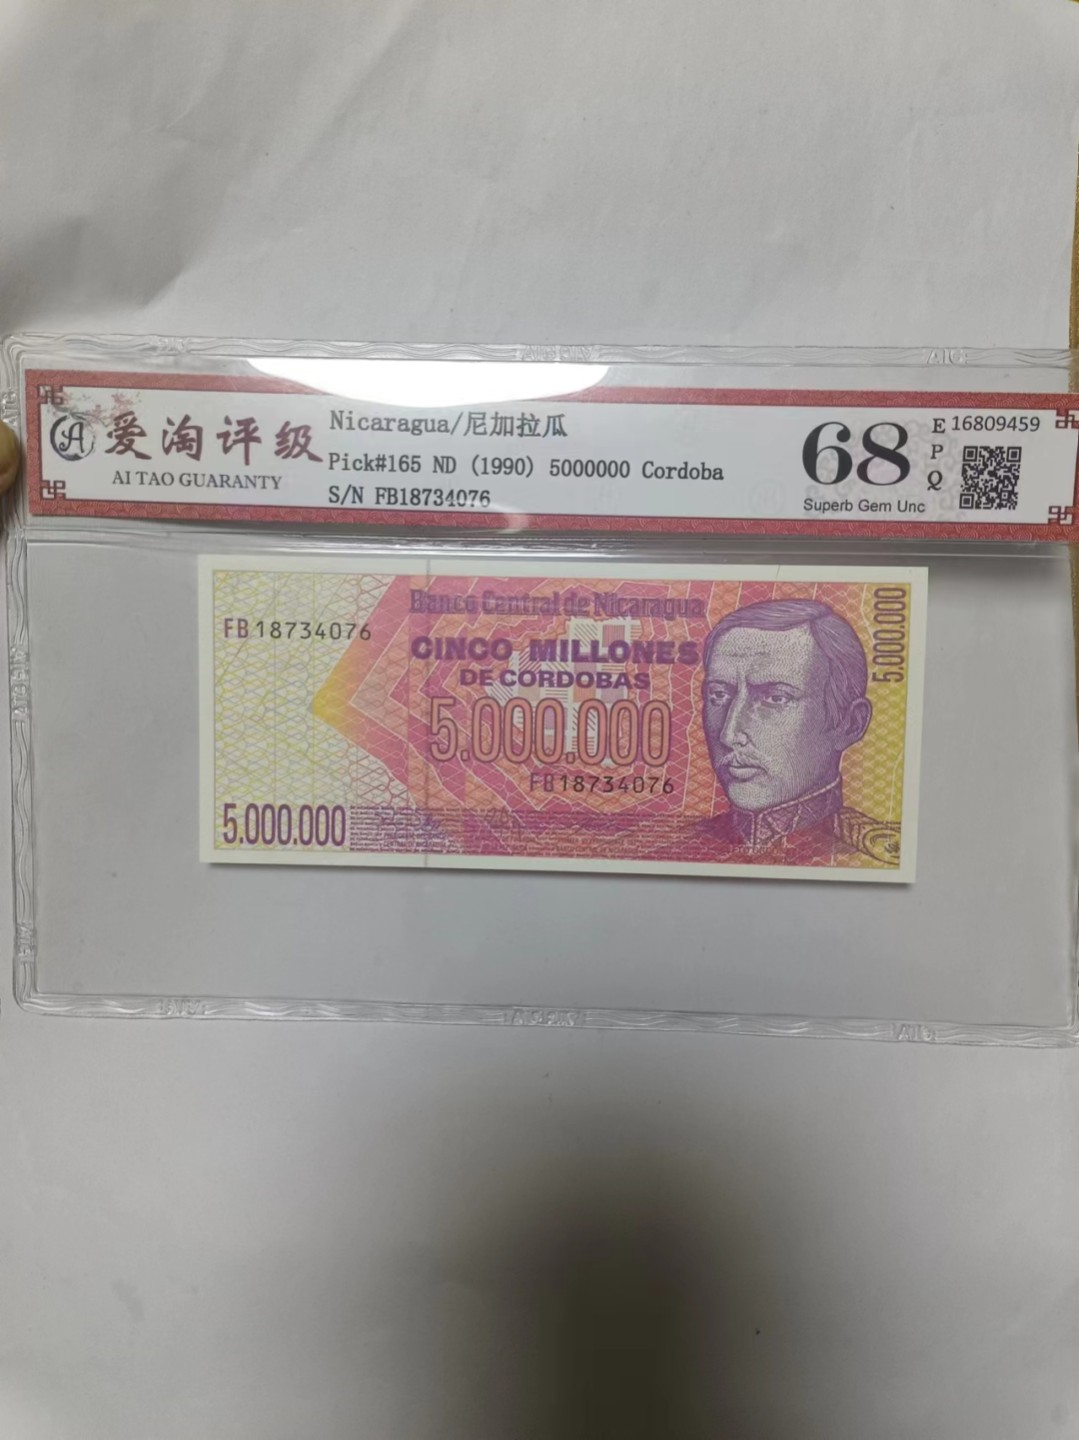 爱淘评级
AI TAO GUARANTY
Nicaragua/尼加拉瓜
Pick#165 ND (1990) 5000000 Cordoba
S/N FB18734076
68
Superb Gem Unc
EPQ
16809459
Banco Central de Nicaragua
FB18734076
CINCO MILLONES
DE CORDOBAS
5.000.000
5.000.000
FB18734076
5.000.000